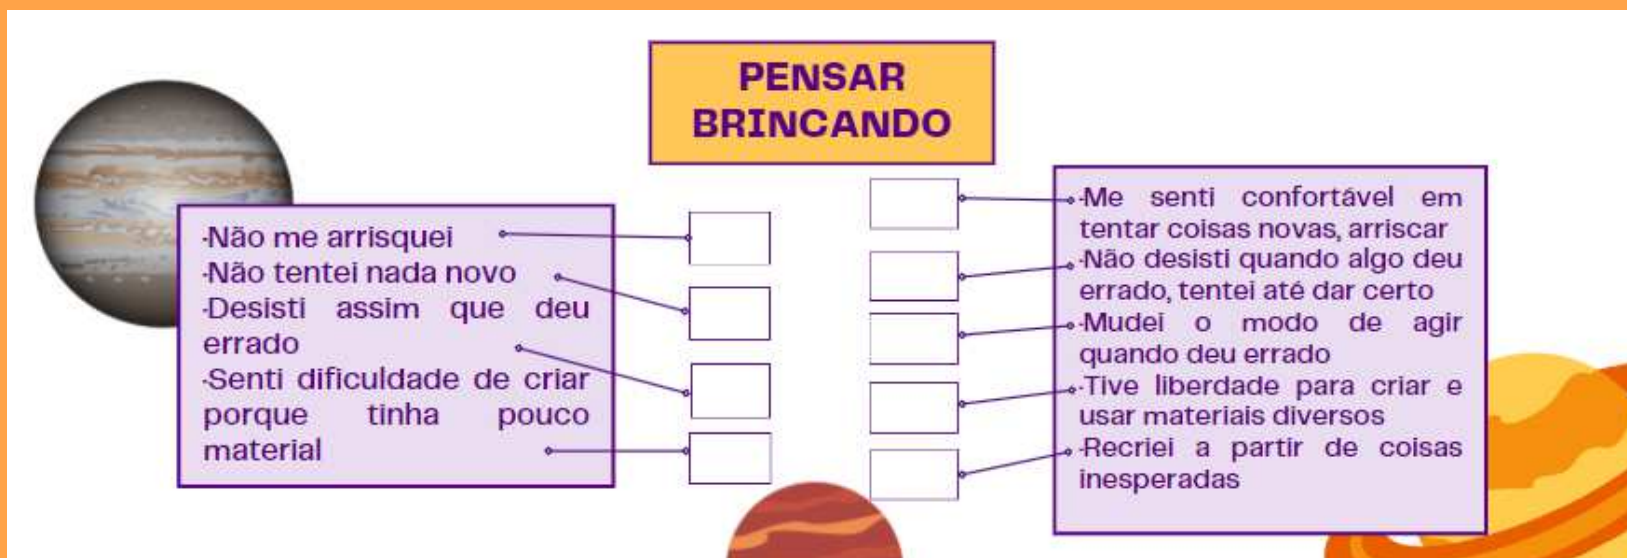 PENSAR
BRINCANDO
·Não me arrisquei
·Não tentei nada novo
·Desisti assim que deu
errado
·Senti dificuldade de criar
porque tinha pouco
material
·Me senti confortável em
tentar coisas novas, arriscar
·Não desisti quando algo deu
errado, tentei até dar certo
·Mudei o modo de agir
quando deu errado
·Tive liberdade para criar e
usar materiais diversos
·Recriei a partir de coisas
inesperadas